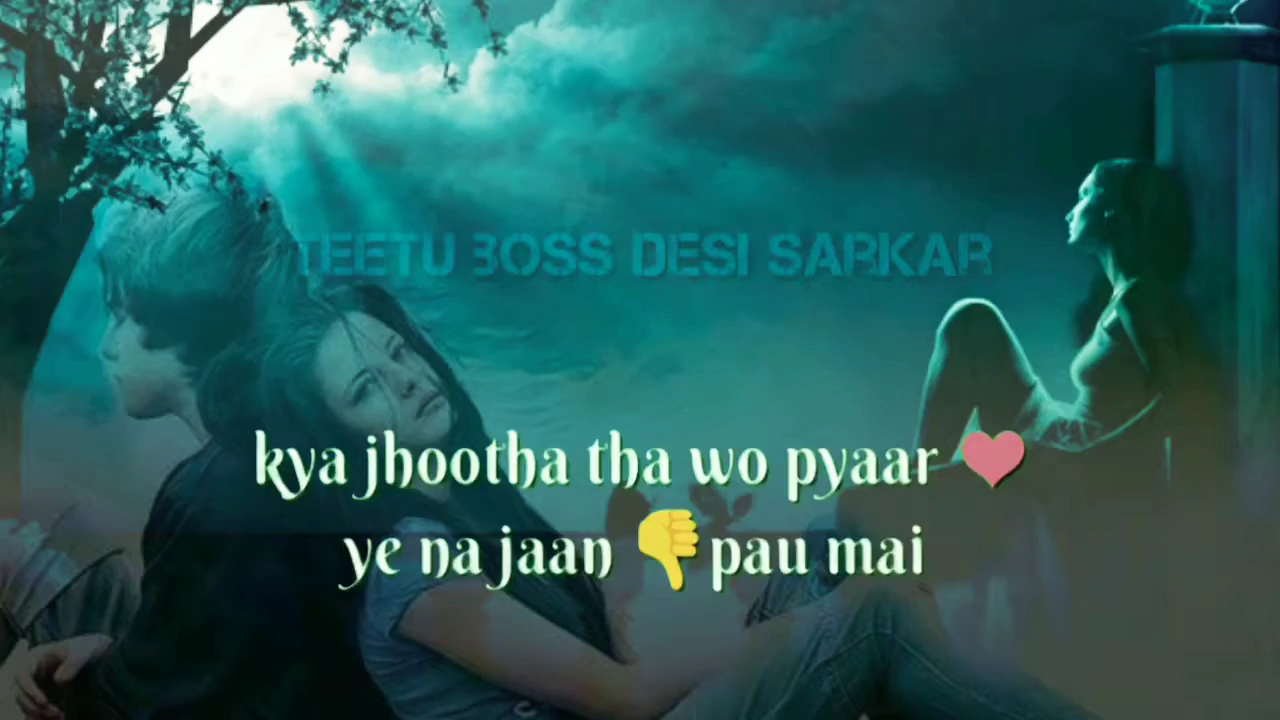 TEETU BOSS DESI SARKAR
kya jhootha tha wo pyaar ❤
ye na jaan 👎 pau mai